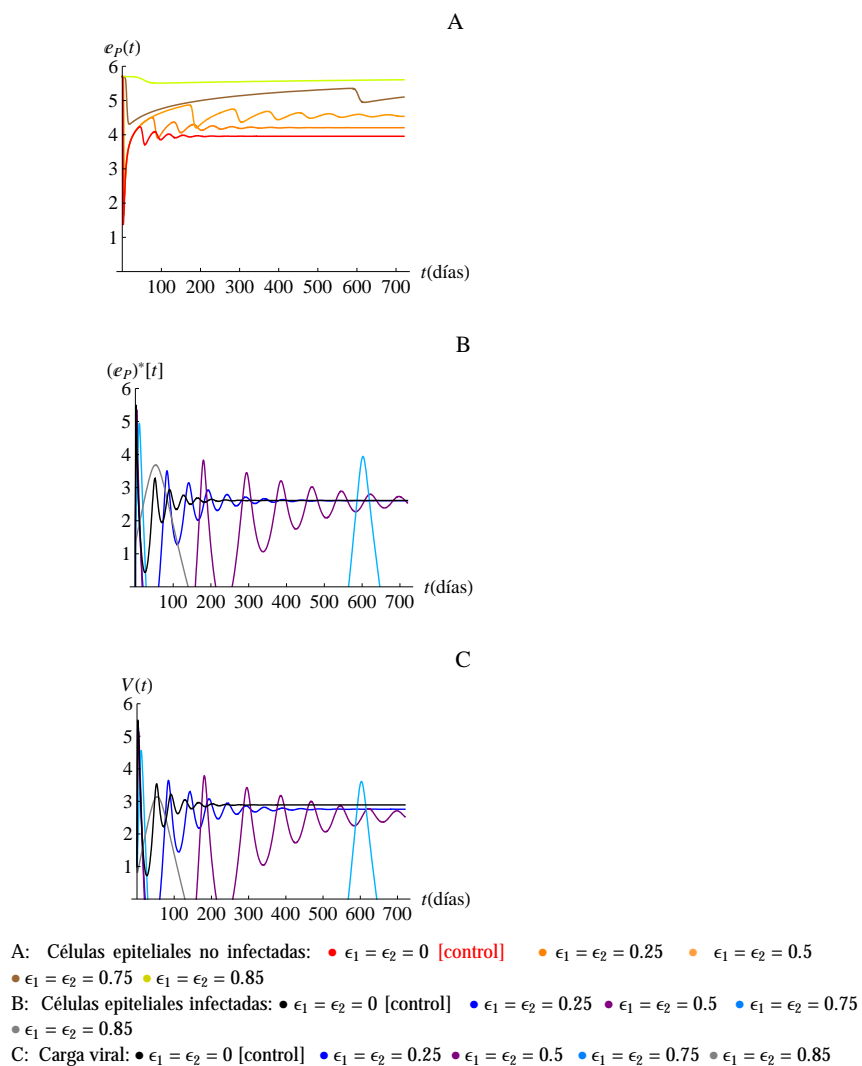 A
e_P(t)
6
5
4
3
2
1
100 200 300 400 500 600 700 t(días)
B
(e_P)*[t]
6
5
4
3
2
1
100 200 300 400 500 600 700 t(días)
C
V(t)
6
5
4
3
2
1
100 200 300 400 500 600 700 t(días)
A: Células epiteliales no infectadas: ● ϵ₁ = ϵ₂ = 0 [control] ● ϵ₁ = ϵ₂ = 0.25 ● ϵ₁ = ϵ₂ = 0.5
● ϵ₁ = ϵ₂ = 0.75 ● ϵ₁ = ϵ₂ = 0.85
B: Células epiteliales infectadas: ● ϵ₁ = ϵ₂ = 0 [control] ● ϵ₁ = ϵ₂ = 0.25 ● ϵ₁ = ϵ₂ = 0.5 ● ϵ₁ = ϵ₂ = 0.75
● ϵ₁ = ϵ₂ = 0.85
C: Carga viral: ● ϵ₁ = ϵ₂ = 0 [control] ● ϵ₁ = ϵ₂ = 0.25 ● ϵ₁ = ϵ₂ = 0.5 ● ϵ₁ = ϵ₂ = 0.75 ● ϵ₁ = ϵ₂ = 0.85